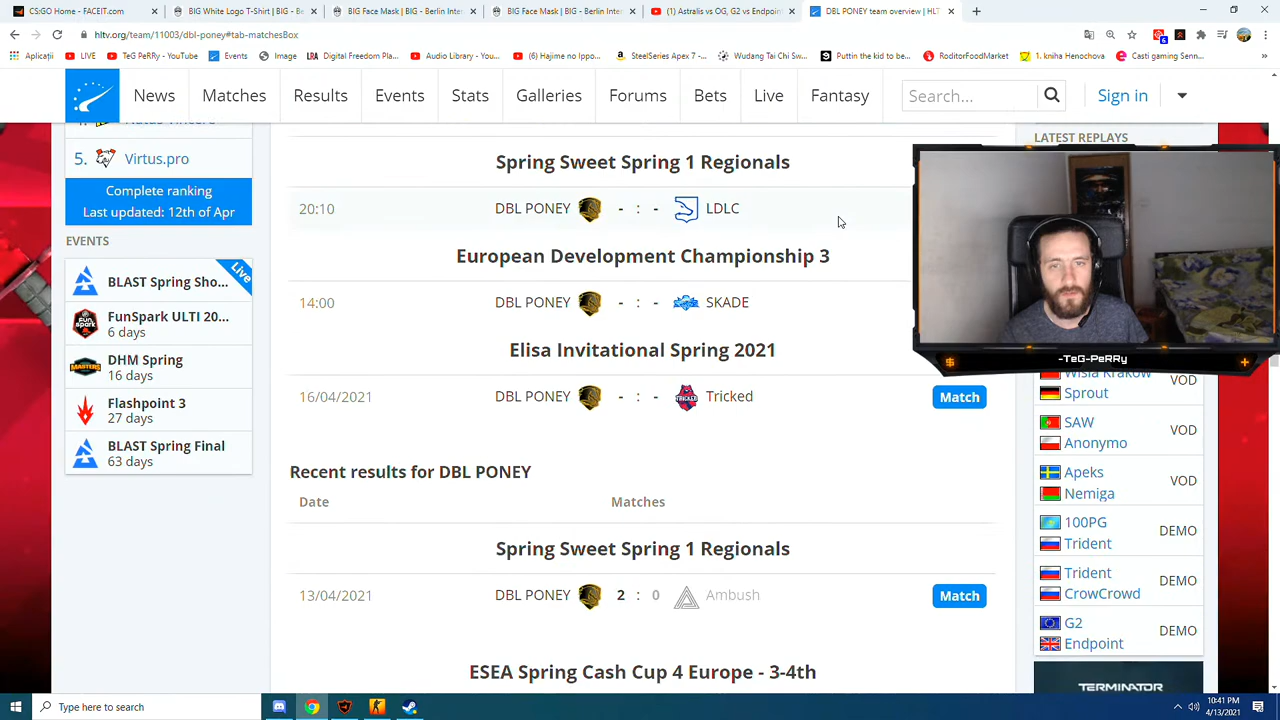 CS:GO Home - FACEIT.com
BIG White Logo T-Shirt | BIG - Be
BIG Face Mask | BIG - Berlin Inter
BIG Face Mask | BIG - Berlin Inter
(1) Astralis vs OG, G2 vs Endpoin
DBL PONEY team overview | HLT
hltv.org/team/11003/dbl-poney#tab-matchesBox
Aplicații
LIVE
TeG PeRRy - YouTube
Events
Image
Digital Freedom Pla...
Audio Library - You...
(6) Hajime no Ippo...
SteelSeries Apex 7 -...
Wudang Tai Chi Sw...
Puttin the kid to be...
RoditorFoodMarket
1. kniha Henochova
Casti gaming Senn...
News
Matches
Results
Events
Stats
Galleries
Forums
Bets
Live
Fantasy
Search...
Sign in
5. Virtus.pro
Complete ranking
Last updated: 12th of Apr
EVENTS
BLAST Spring Sho...
Live
FunSpark ULTI 20...
6 days
DHM Spring
16 days
Flashpoint 3
27 days
BLAST Spring Final
63 days
Spring Sweet Spring 1 Regionals
20:10 DBL PONEY - : - LDLC
European Development Championship 3
14:00 DBL PONEY - : - SKADE
Elisa Invitational Spring 2021
16/04/2021 DBL PONEY - : - Tricked Match
Recent results for DBL PONEY
Date Matches
Spring Sweet Spring 1 Regionals
13/04/2021 DBL PONEY 2 : 0 Ambush Match
ESEA Spring Cash Cup 4 Europe - 3-4th
LATEST REPLAYS
-TeG-PeRRy
Wisla Krakow
Sprout
VOD
SAW
Anonymo
VOD
Apeks
Nemiga
VOD
100PG
Trident
DEMO
Trident
CrowCrowd
DEMO
G2
Endpoint
DEMO
TERMINATOR
Type here to search
10:41 PM
4/13/2021